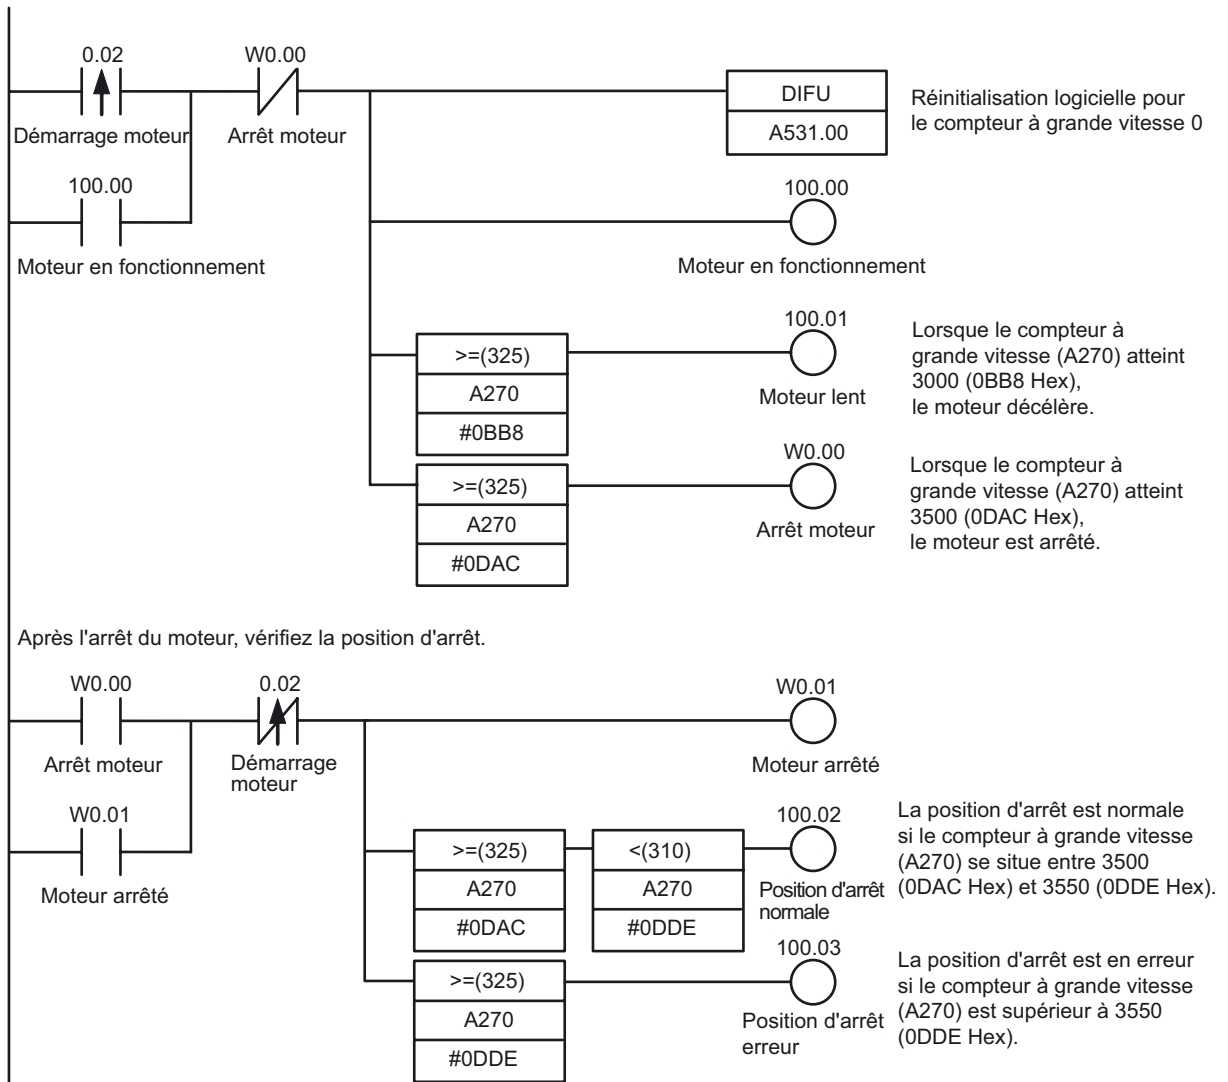 0.02
W0.00
DIFU
A531.00
Réinitialisation logicielle pour
le compteur à grande vitesse 0
Démarrage moteur
Arrêt moteur
100.00
Moteur en fonctionnement
100.00
Moteur en fonctionnement
>=(325)
A270
#0BB8
100.01
Moteur lent
Lorsque le compteur à
grande vitesse (A270) atteint
3000 (0BB8 Hex),
le moteur décélère.
>=(325)
A270
#0DAC
W0.00
Arrêt moteur
Lorsque le compteur à
grande vitesse (A270) atteint
3500 (0DAC Hex),
le moteur est arrêté.
Après l'arrêt du moteur, vérifiez la position d'arrêt.
W0.00
Arrêt moteur
0.02
Démarrage
moteur
W0.01
Moteur arrêté
W0.01
Moteur arrêté
>=(325)
A270
#0DAC
<(310)
A270
#0DDE
100.02
Position d'arrêt
normale
La position d'arrêt est normale
si le compteur à grande vitesse
(A270) se situe entre 3500
(0DAC Hex) et 3550 (0DDE Hex).
>=(325)
A270
#0DDE
100.03
Position d'arrêt
erreur
La position d'arrêt est en erreur
si le compteur à grande vitesse
(A270) est supérieur à 3550
(0DDE Hex).